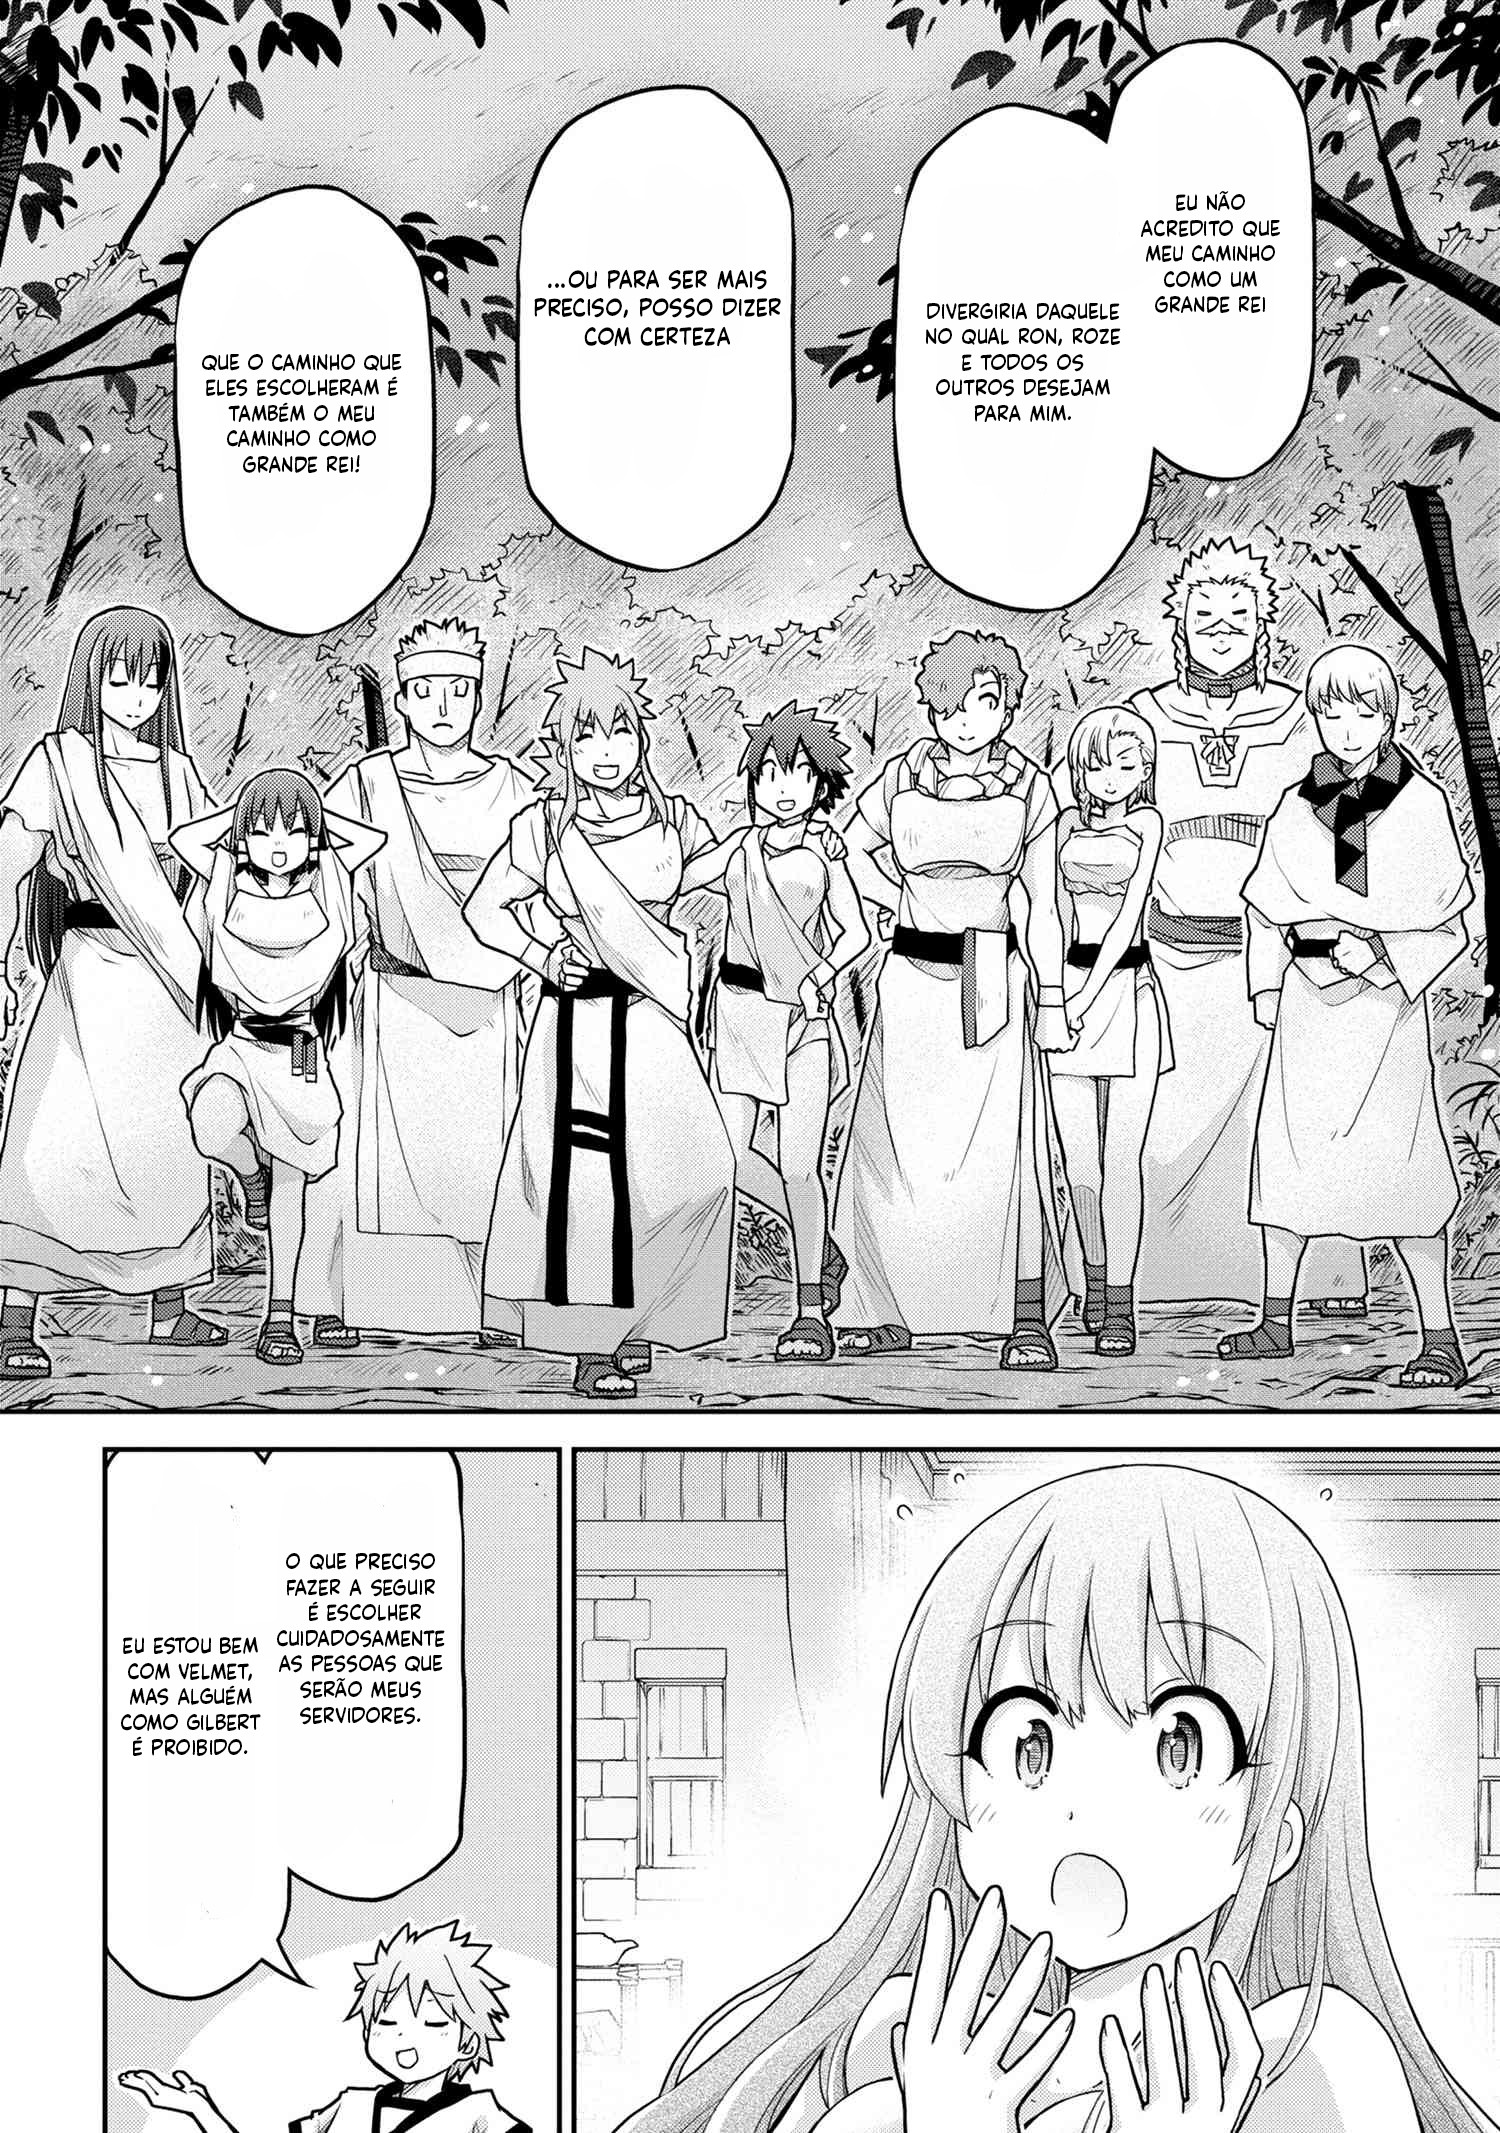 EU NÃO
ACREDITO QUE
MEU CAMINHO
COMO UM
GRANDE REI
DIVERGIRIA DAQUELE
NO QUAL RON, ROZE
E TODOS OS
OUTROS DESEJAM
PARA MIM.
...OU PARA SER MAIS
PRECISO, POSSO DIZER
COM CERTEZA
QUE O CAMINHO QUE
ELES ESCOLHERAM É
TAMBÉM O MEU
CAMINHO COMO
GRANDE REI!
O QUE PRECISO
FAZER A SEGUIR
É ESCOLHER
CUIDADOSAMENTE
AS PESSOAS QUE
SERÃO MEUS
SERVIDORES.
EU ESTOU BEM
COM VELMET,
MAS ALGUÉM
COMO GILBERT
É PROIBIDO.